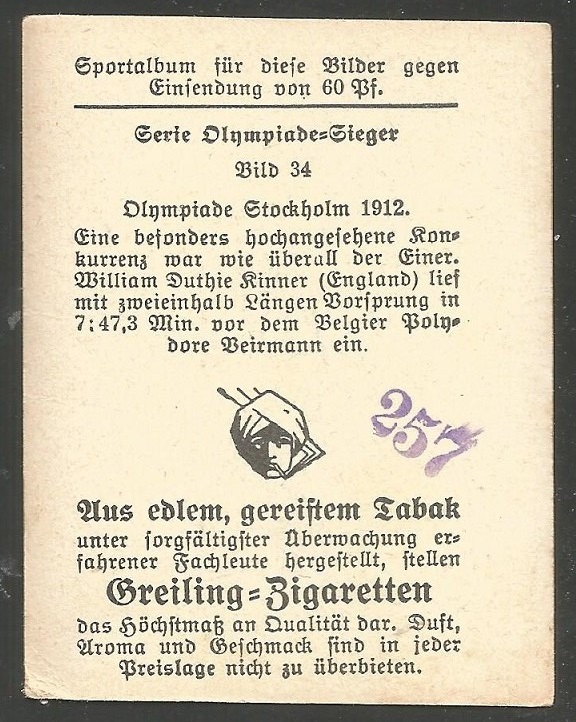 Sportalbum für diese Bilder gegen
Einsendung von 60 Pf.
Serie Olympiade=Sieger
Bild 34
Olympiade Stockholm 1912.
Eine besonders hochangesehene Kon=
kurrenz war wie überall der Einer.
William Duthie Kinner (England) lief
mit zweieinhalb Längen Vorsprung in
7:47,3 Min. vor dem Belgier Poly=
dore Veirmann ein.
257
Aus edlem, gereiftem Tabak
unter sorgfältigster Überwachung er=
fahrener Fachleute hergestellt, stellen
Greiling=Zigaretten
das Höchstmaß an Qualität dar. Duft,
Aroma und Geschmack sind in jeder
Preislage nicht zu überbieten.